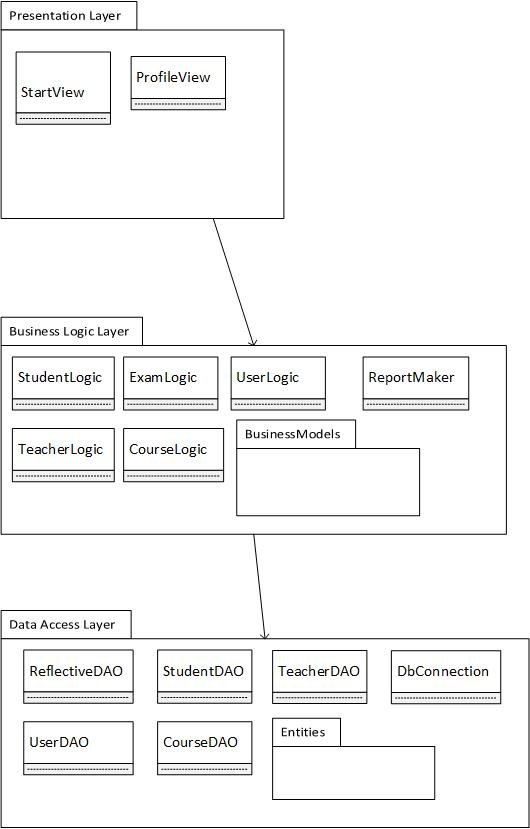 Presentation Layer
StartView
ProfileView
Business Logic Layer
StudentLogic
ExamLogic
UserLogic
ReportMaker
TeacherLogic
CourseLogic
BusinessModels
Data Access Layer
ReflectiveDAO
StudentDAO
TeacherDAO
DbConnection
UserDAO
CourseDAO
Entities